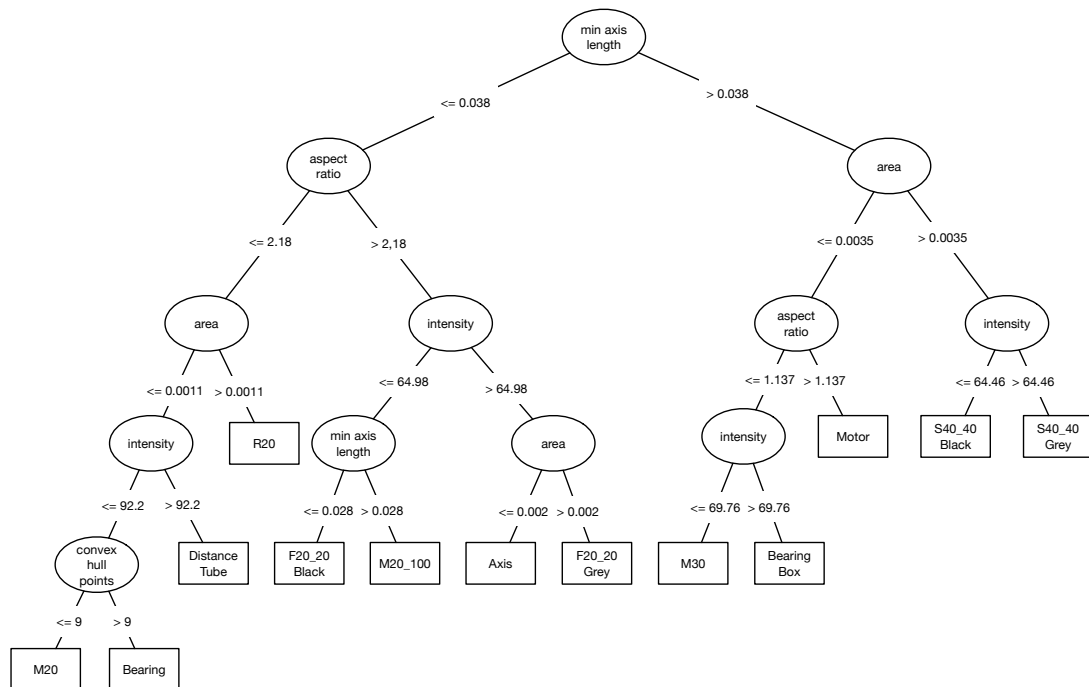 min axis
length
<= 0.038
> 0.038
aspect
ratio
area
<= 2.18
> 2,18
<= 0.0035
> 0.0035
area
intensity
aspect
ratio
intensity
<= 0.0011
> 0.0011
<= 64.98
> 64.98
<= 1.137
> 1.137
<= 64.46
> 64.46
intensity
R20
min axis
length
area
intensity
Motor
S40_40
Black
S40_40
Grey
<= 92.2
> 92.2
<= 0.028
> 0.028
<= 0.002
> 0.002
<= 69.76
> 69.76
convex
hull
points
Distance
Tube
F20_20
Black
M20_100
Axis
F20_20
Grey
M30
Bearing
Box
<= 9
> 9
M20
Bearing